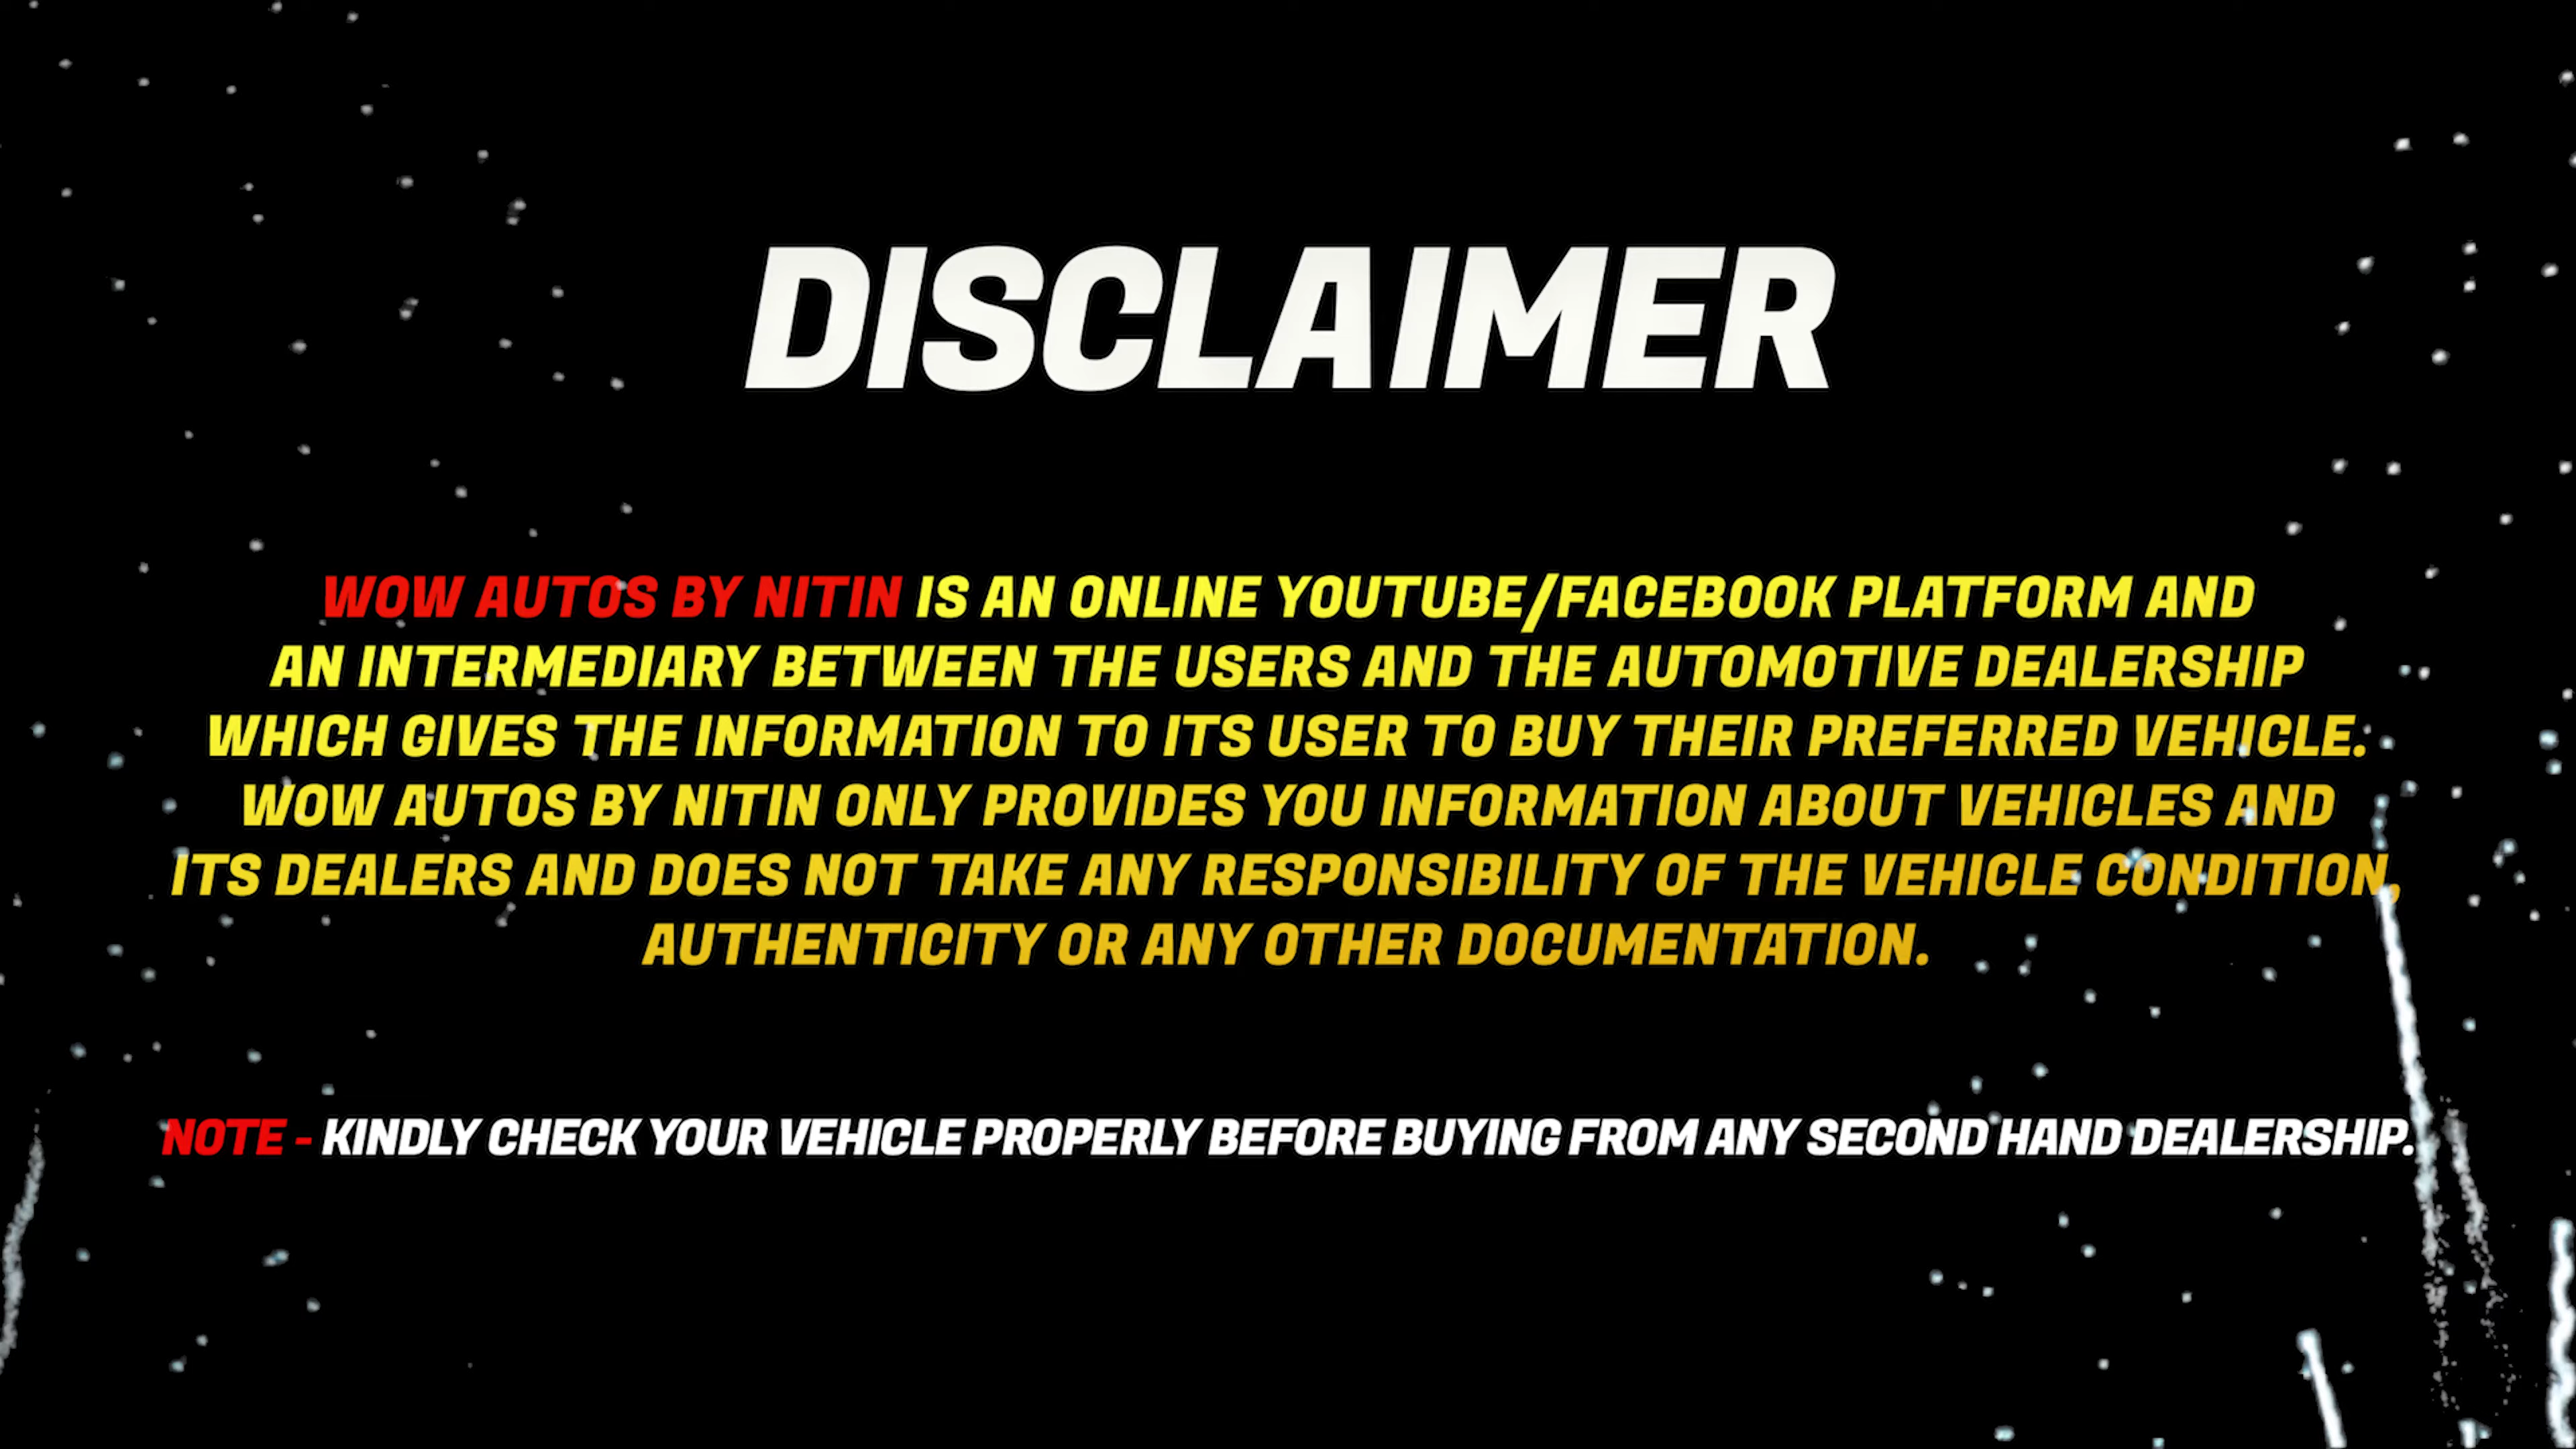 DISCLAIMER
WOW AUTOS BY NITIN IS AN ONLINE YOUTUBE/FACEBOOK PLATFORM AND
AN INTERMEDIARY BETWEEN THE USERS AND THE AUTOMOTIVE DEALERSHIP
WHICH GIVES THE INFORMATION TO ITS USER TO BUY THEIR PREFERRED VEHICLE.
WOW AUTOS BY NITIN ONLY PROVIDES YOU INFORMATION ABOUT VEHICLES AND
ITS DEALERS AND DOES NOT TAKE ANY RESPONSIBILITY OF THE VEHICLE CONDITION,
AUTHENTICITY OR ANY OTHER DOCUMENTATION.
NOTE - KINDLY CHECK YOUR VEHICLE PROPERLY BEFORE BUYING FROM ANY SECOND HAND DEALERSHIP.